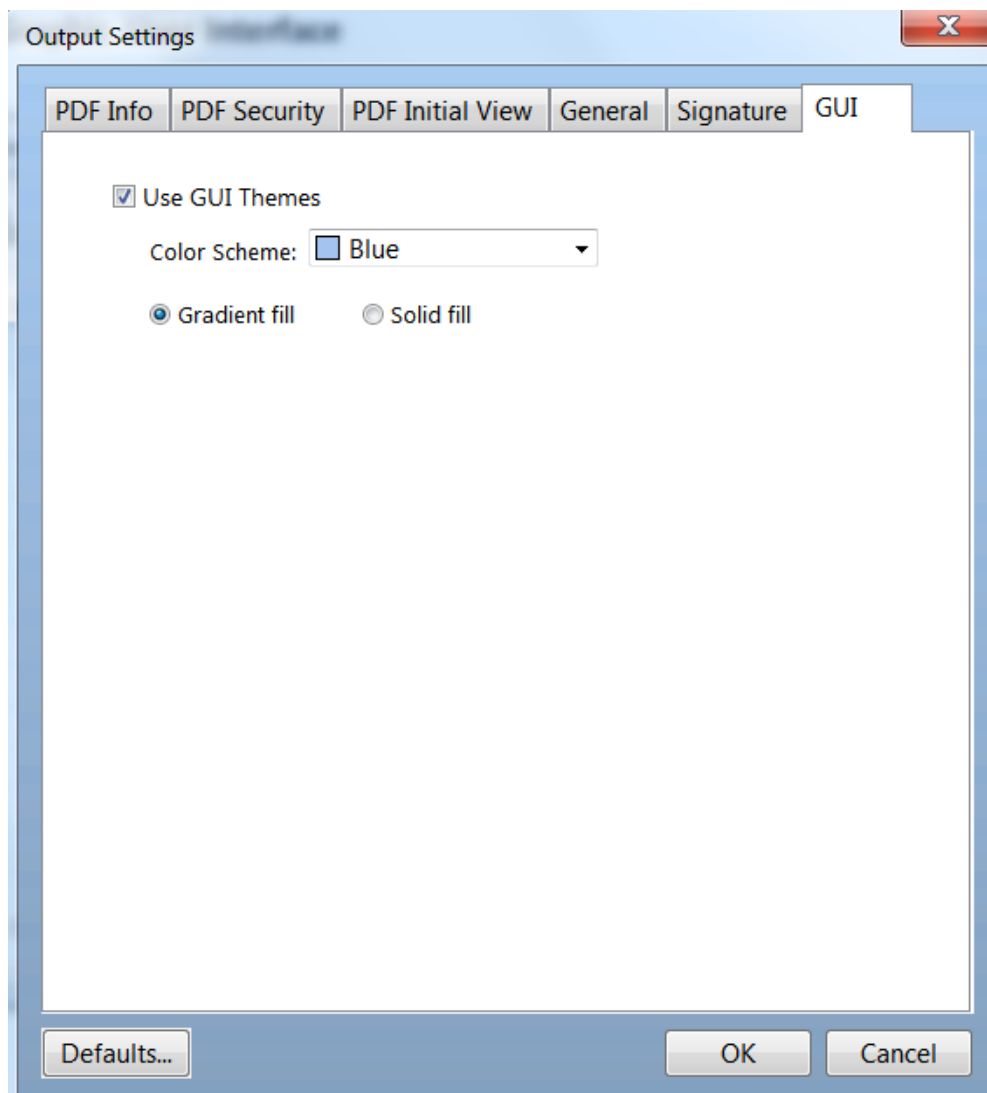 Output Settings Interface
PDF Info PDF Security PDF Initial View General Signature GUI
Use GUI Themes
Color Scheme: Blue
Gradient fill Solid fill
Defaults... OK Cancel